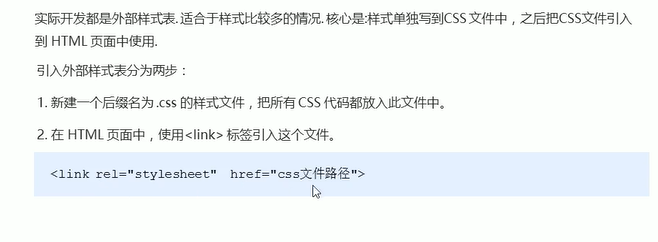 实际开发都是外部样式表. 适合于样式比较多的情况. 核心是:样式单独写到CSS 文件中，之后把CSS文件引入
到 HTML 页面中使用.
引入外部样式表分为两步：
1. 新建一个后缀名为 .css 的样式文件，把所有 CSS 代码都放入此文件中。
2. 在 HTML 页面中，使用<link> 标签引入这个文件。
<link rel="stylesheet"  href="css文件路径">